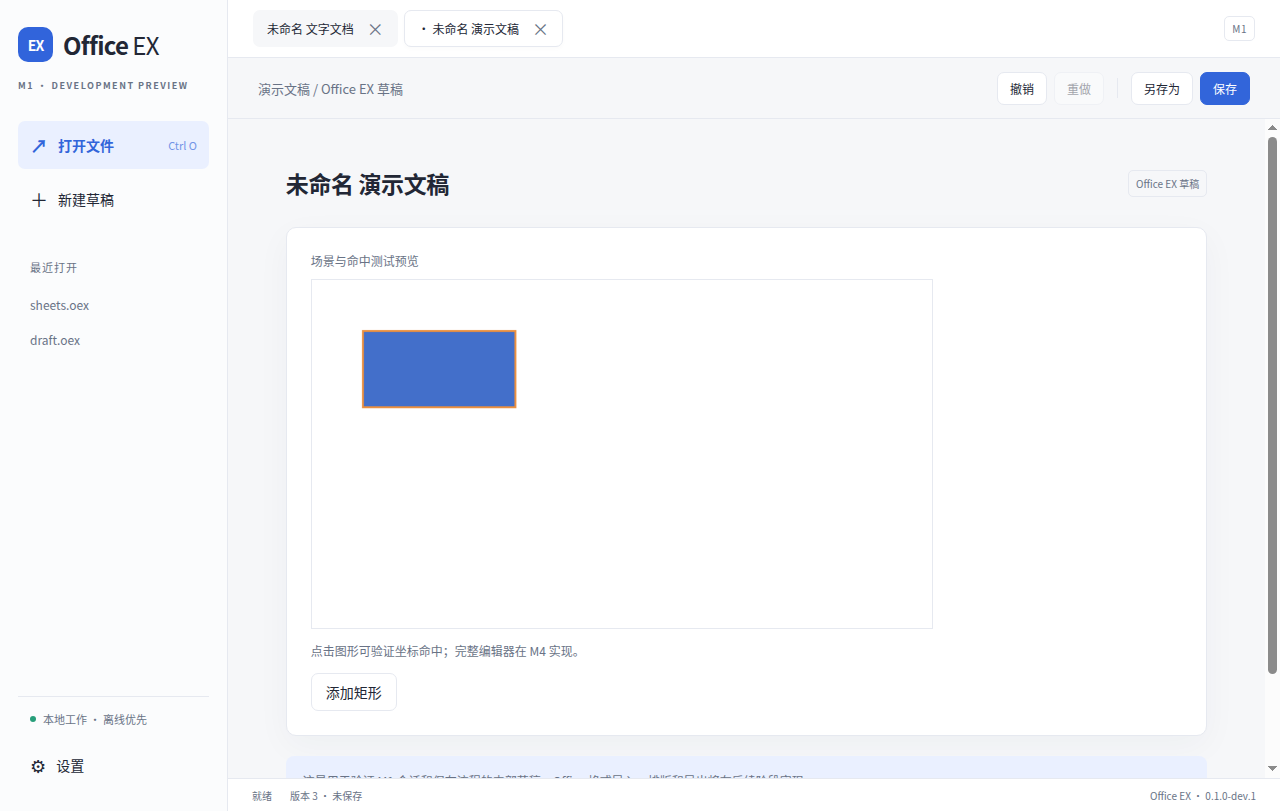 EX Office EX
M1 • DEVELOPMENT PREVIEW
打开文件 Ctrl O
新建草稿
最近打开
sheets.oex
draft.oex
本地工作 · 离线优先
设置
未命名 文字文档
· 未命名 演示文稿
M1
演示文稿 / Office EX 草稿
撤销
重做
另存为
保存
未命名 演示文稿
Office EX 草稿
场景与命中测试预览
点击图形可验证坐标命中；完整编辑器在 M4 实现。
添加矩形
就绪 版本 3 · 未保存
Office EX · 0.1.0-dev.1